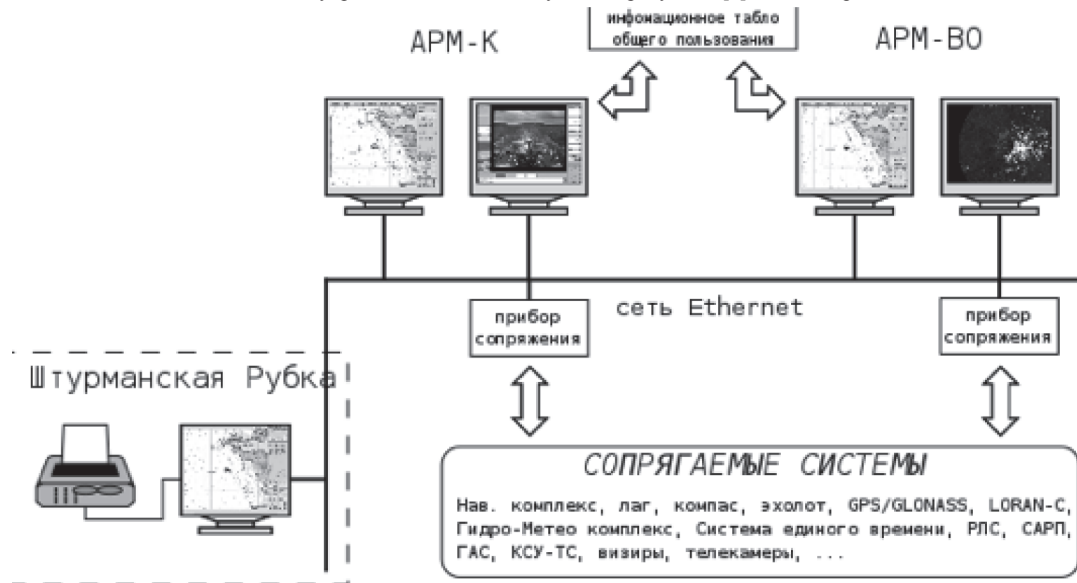 инфомационное табло
общего пользования
АРМ-К
АРМ-ВО
сеть Ethernet
прибор
сопряжения
прибор
сопряжения
Штурманская Рубка
СОПРЯГАЕМЫЕ СИСТЕМЫ
Нав. комплекс, лаг, компас, эхолот, GPS/GLONASS, LORAN-C,
Гидро-Метео комплекс, Система единого времени, РЛС, САРП,
ГАС, КСУ-ТС, визиры, телекамеры, ...